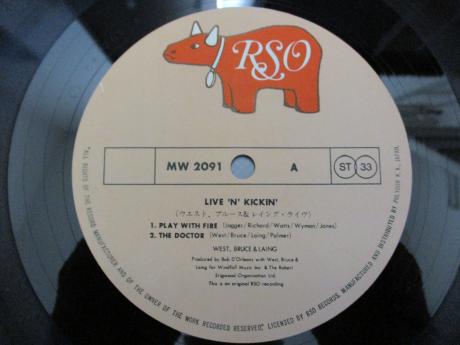 RSO
MW 2091
A
ST 33
LIVE 'N' KICKIN'
(ウエスト、ブルース&レイング・ライヴ)
1. PLAY WITH FIRE (Jagger/Richard/Watts/Wyman/Jones)
2. THE DOCTOR (West/Bruce/Laing/Palmer)
WEST, BRUCE & LAING
Produced by Bob D'Orleans with West, Bruce &
Laing for Windfall Music Inc. & The Robert
Stigwood Organisation Ltd.
This is an original RSO recording
"ALL RIGHTS OF THE RECORD MANUFACTURER AND OF THE OWNER OF THE WORK RECORDED RESERVED." LICENSED BY RSO RECORDS. MANUFACTURED AND DISTRIBUTED BY POLYDOR K.K., JAPAN.